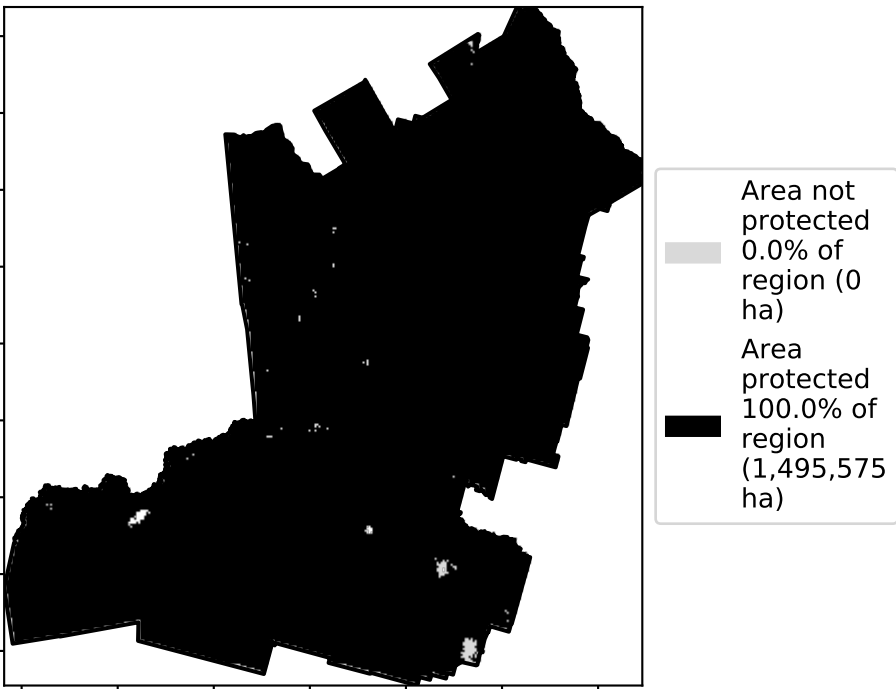 Area not
protected
0.0% of
region (0
ha)
Area
protected
100.0% of
region
(1,495,575
ha)